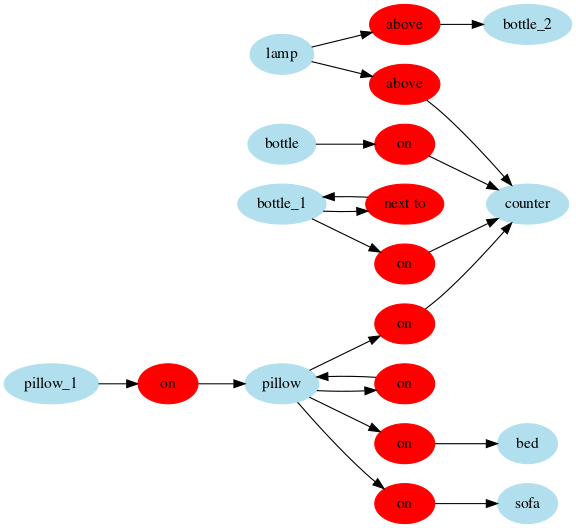 above
bottle_2
lamp
above
bottle
on
bottle_1
next to
counter
on
on
pillow_1
on
pillow
on
on
bed
on
sofa